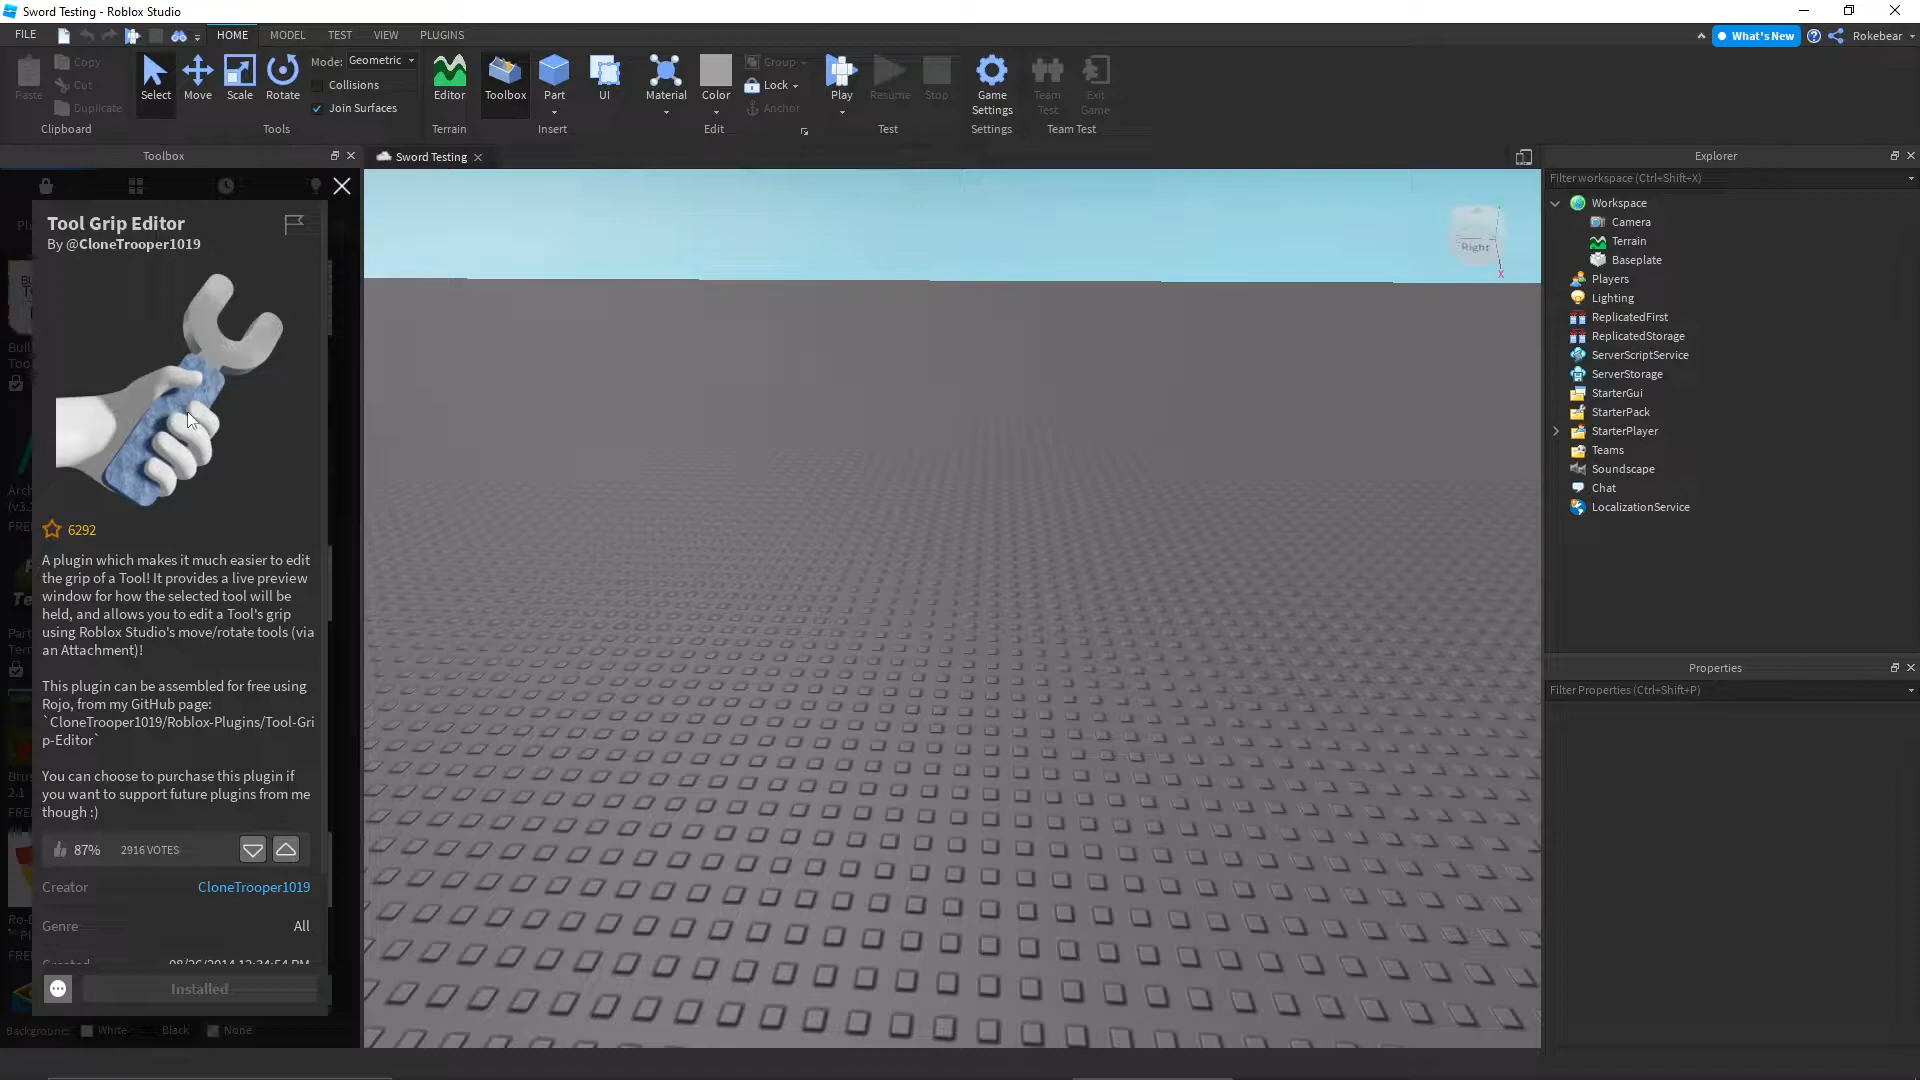 Sword Testing - Roblox Studio
FILE HOME MODEL TEST VIEW PLUGINS
What's New Rokebear
Paste Copy Cut Duplicate
Clipboard
Select Move Scale Rotate
Mode: Geometric
Collisions
Join Surfaces
Tools
Editor
Terrain
Toolbox Part UI
Insert
Material Color Group Lock Anchor
Edit
Play Resume Stop
Test
Game Settings
Settings
Team Test Exit Game
Team Test
Toolbox
Sword Testing
Tool Grip Editor
By @CloneTrooper1019
6292
A plugin which makes it much easier to edit
the grip of a Tool! It provides a live preview
window for how the selected tool will be
held, and allows you to edit a Tool's grip
using Roblox Studio's move/rotate tools (via
an Attachment)!
This plugin can be assembled for free using
Rojo, from my GitHub page:
`CloneTrooper1019/Roblox-Plugins/Tool-Gri
p-Editor`
You can choose to purchase this plugin if
you want to support future plugins from me
though :)
87% 2916 VOTES
Creator CloneTrooper1019
Genre All
Installed
Background: White Black None
Right
X
Explorer
Filter workspace (Ctrl+Shift+X)
Workspace
Camera
Terrain
Baseplate
Players
Lighting
ReplicatedFirst
ReplicatedStorage
ServerScriptService
ServerStorage
StarterGui
StarterPack
StarterPlayer
Teams
Soundscape
Chat
LocalizationService
Properties
Filter Properties (Ctrl+Shift+P)